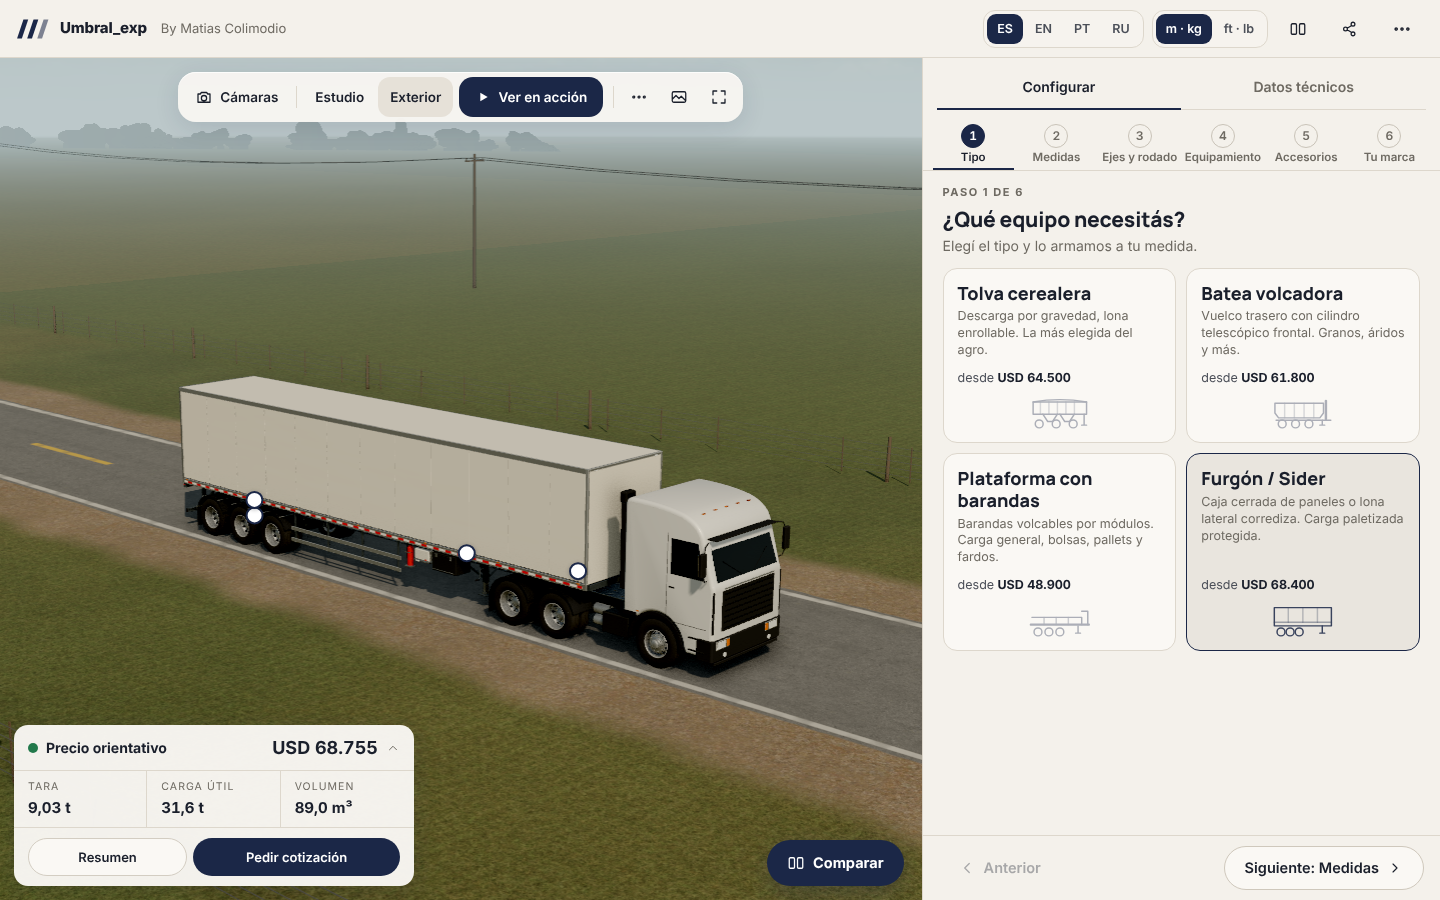 Umbral_exp By Matias Colimodio
ES EN PT RU
m · kg ft · lb
Cámaras Estudio Exterior Ver en acción
Configurar Datos técnicos
1 2 3 4 5 6
Tipo Medidas Ejes y rodado Equipamiento Accesorios Tu marca
PASO 1 DE 6
¿Qué equipo necesitás?
Elegí el tipo y lo armamos a tu medida.
Tolva cerealera
Descarga por gravedad, lona
enrollable. La más elegida del
agro.
desde USD 64.500
Batea volcadora
Vuelco trasero con cilindro
telescópico frontal. Granos, áridos
y más.
desde USD 61.800
Plataforma con
barandas
Barandas volcables por módulos.
Carga general, bolsas, pallets y
fardos.
desde USD 48.900
Furgón / Sider
Caja cerrada de paneles o lona
lateral corrediza. Carga paletizada
protegida.
desde USD 68.400
Precio orientativo USD 68.755
TARA CARGA ÚTIL VOLUMEN
9,03 t 31,6 t 89,0 m³
Resumen Pedir cotización
Comparar
Anterior Siguiente: Medidas